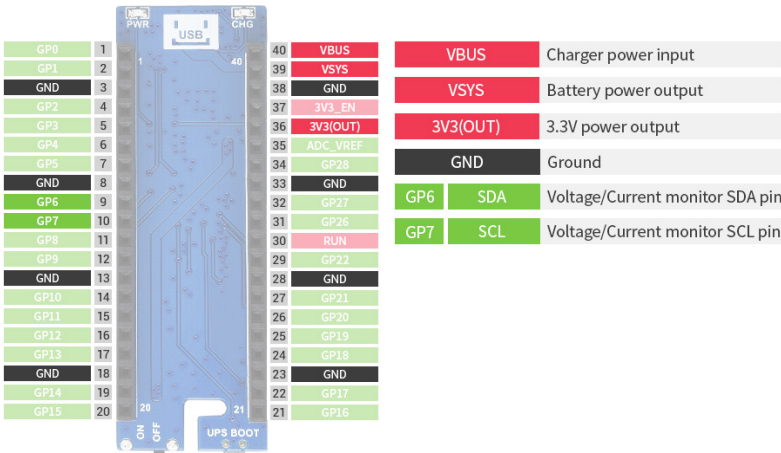 PWR
USB
CHG
GP0 1
GP1 2
GND 3
GP2 4
GP3 5
GP4 6
GP5 7
GND 8
GP6 9
GP7 10
GP8 11
GP9 12
GND 13
GP10 14
GP11 15
GP12 16
GP13 17
GND 18
GP14 19
GP15 20
1
40
20
21
ON
OFF
UPS BOOT
40 VBUS
39 VSYS
38 GND
37 3V3_EN
36 3V3(OUT)
35 ADC_VREF
34 GP28
33 GND
32 GP27
31 GP26
30 RUN
29 GP22
28 GND
27 GP21
26 GP20
25 GP19
24 GP18
23 GND
22 GP17
21 GP16
VBUS Charger power input
VSYS Battery power output
3V3(OUT) 3.3V power output
GND Ground
GP6 SDA Voltage/Current monitor SDA pin
GP7 SCL Voltage/Current monitor SCL pin